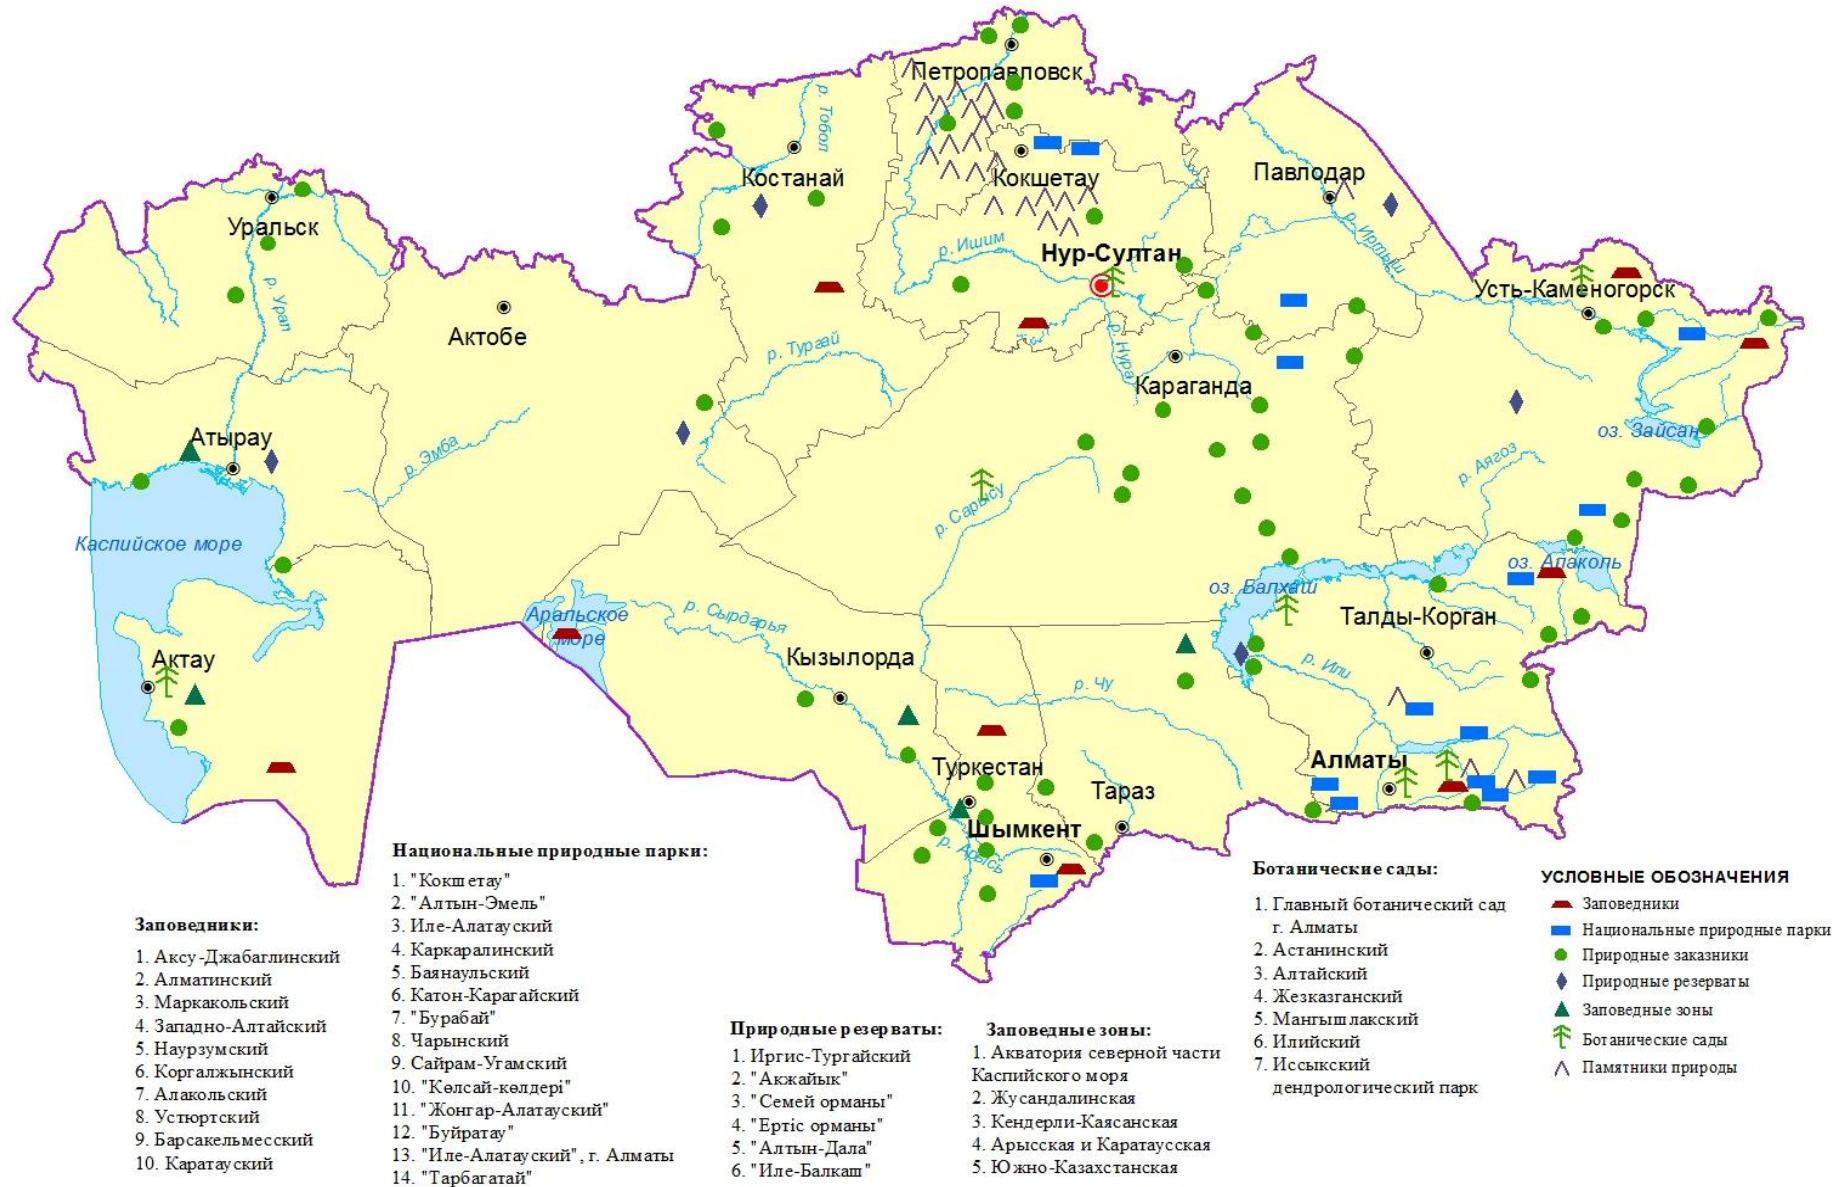 Петропавловск
р. Тобол
Костанай
Кокшетау
Павлодар
Уральск
р. Ишим
Нур-Султан
р. Иртыш
р. Урал
Усть-Каменогорск
Актобе
р. Тургай
р. Нура
Караганда
Атырау
р. Эмба
оз. Зайсан
р. Аягоз
р. Сарысу
Каспийское море
оз. Алаколь
оз. Балхаш
Аральское
море
р. Сырдарья
Талды-Корган
Актау
Кызылорда
р. Или
р. Чу
Туркестан
Алматы
Тараз
Шымкент
р. Арысь
Заповедники:
1. Аксу-Джабаглинский
2. Алматинский
3. Маркакольский
4. Западно-Алтайский
5. Наурзумский
6. Коргалжынский
7. Алакольский
8. Устюртский
9. Барсакельмесский
10. Каратауский
Национальные природные парки:
1. "Кокшетау"
2. "Алтын-Эмель"
3. Иле-Алатауский
4. Каркаралинский
5. Баянаульский
6. Катон-Карагайский
7. "Бурабай"
8. Чарынский
9. Сайрам-Угамский
10. "Көлсай-көлдері"
11. "Жонгар-Алатауский"
12. "Буйратау"
13. "Иле-Алатауский", г. Алматы
14. "Тарбагатай"
Природные резерваты:
1. Иргис-Тургайский
2. "Акжайык"
3. "Семей орманы"
4. "Ертіс орманы"
5. "Алтын-Дала"
6. "Иле-Балкаш"
Заповедные зоны:
1. Акватория северной части
Каспийского моря
2. Жусандалинская
3. Кендерли-Каясанская
4. Арысская и Каратаусская
5. Южно-Казахстанская
Ботанические сады:
1. Главный ботанический сад
г. Алматы
2. Астанинский
3. Алтайский
4. Жезказганский
5. Мангышлакский
6. Илийский
7. Иссыкский
дендрологический парк
УСЛОВНЫЕ ОБОЗНАЧЕНИЯ
Заповедники
Национальные природные парки
Природные заказники
Природные резерваты
Заповедные зоны
Ботанические сады
Памятники природы